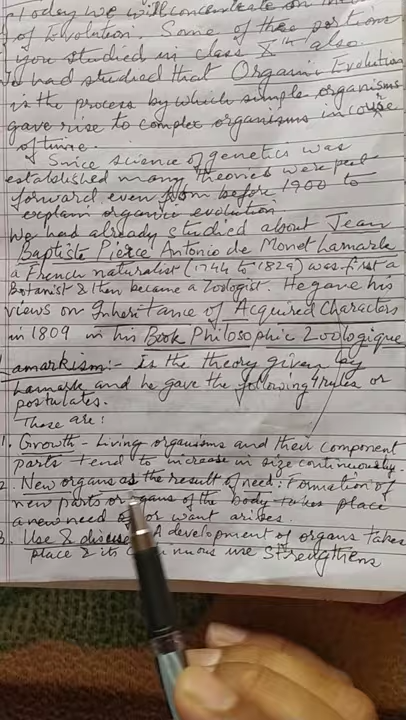 Today we will concentrate on the
of Evolution. Some of these portions
you studied in class Xth also
had studied that Organic Evolution
is the process by which simple organisms
gave rise to complex organisms in course
of time.
Since science of genetics was
established many theories were put
forward even from before 1900 to
explain organic evolution
We had already studied about Jean
Baptiste Pierce Antonio de Monet Lamark
a French naturalist (1744 to 1829) was first a
Botanist & then became a Zoologist. He gave his
views on Inheritance of Acquired Characters
in 1809 in his Book Philosophic Zoologique
amarkism:- is the theory given by
Lamark and he gave the following 4 rules or
postulates.
Those are:
1. Growth - Living organisms and their component
parts tend to increase in size continuously.
2. New organs as the result of need: Formation of
new parts or organs of the body takes place
a new need or want arises.
3. Use & disuse A development of organs takes
place & its use strengthens